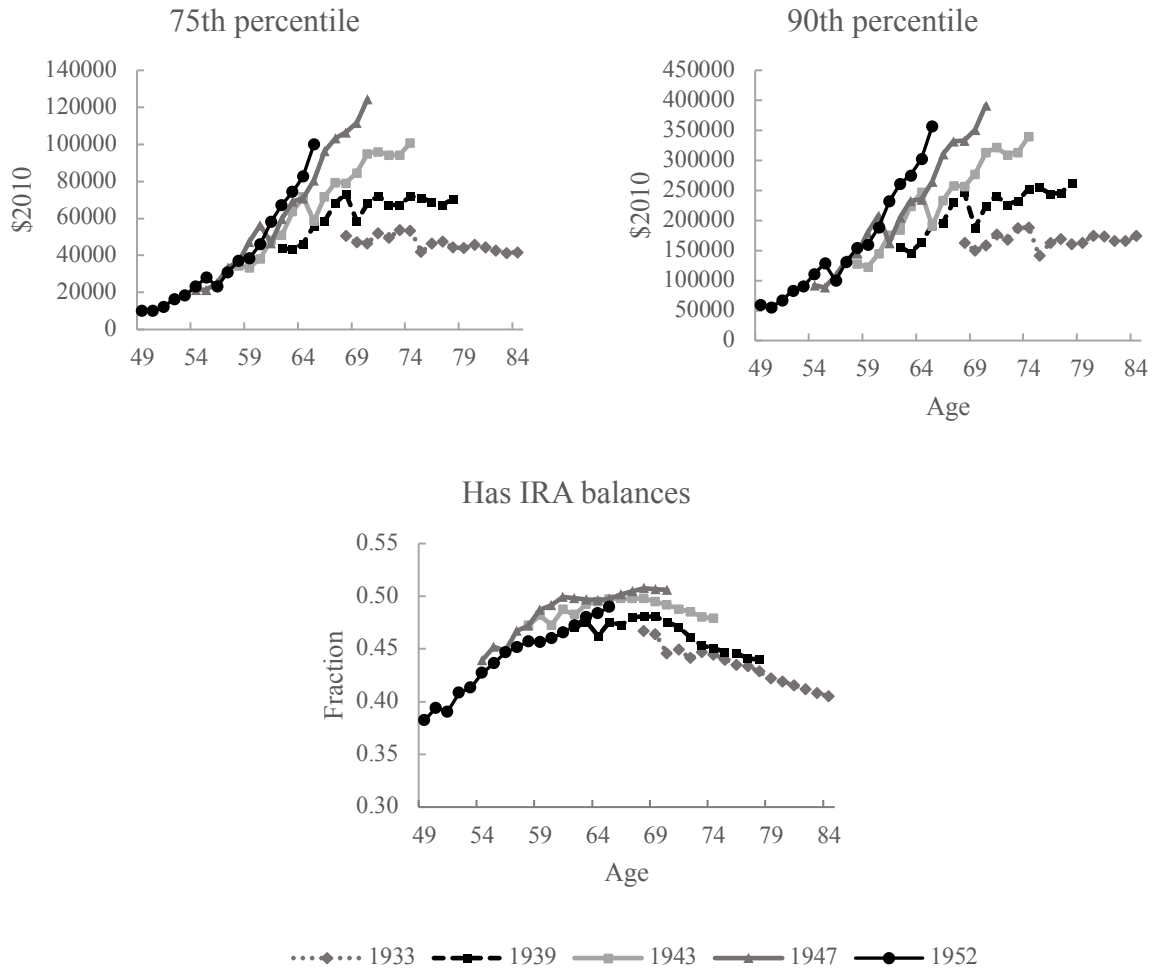 75th percentile
140000
120000
100000
80000
60000
40000
20000
0
$2010
49 54 59 64 69 74 79 84
90th percentile
450000
400000
350000
300000
250000
200000
150000
100000
50000
0
$2010
49 54 59 64 69 74 79 84
Age
Has IRA balances
0.55
0.50
0.45
0.40
0.35
0.30
Fraction
49 54 59 64 69 74 79 84
Age
1933 1939 1943 1947 1952